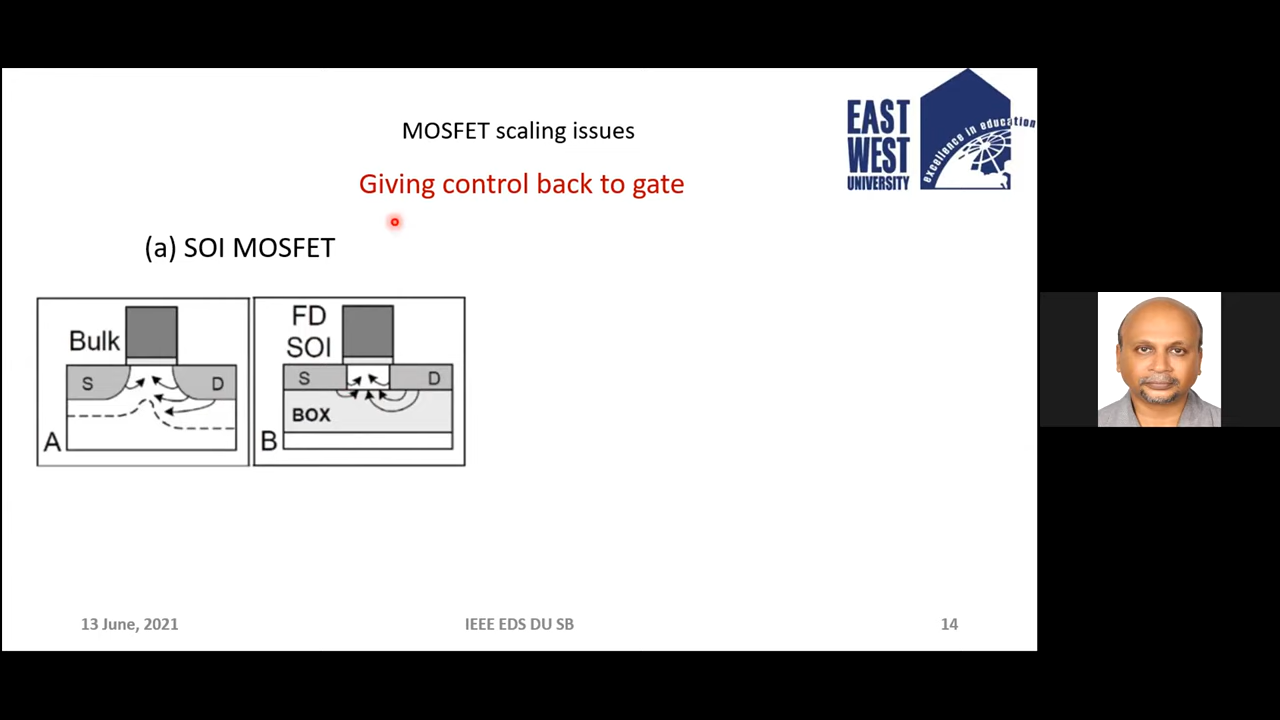 MOSFET scaling issues
Giving control back to gate
EAST
WEST
UNIVERSITY
excellence in education
(a) SOI MOSFET
Bulk
S
D
A
FD
SOI
S
D
BOX
B
13 June, 2021
IEEE EDS DU SB
14